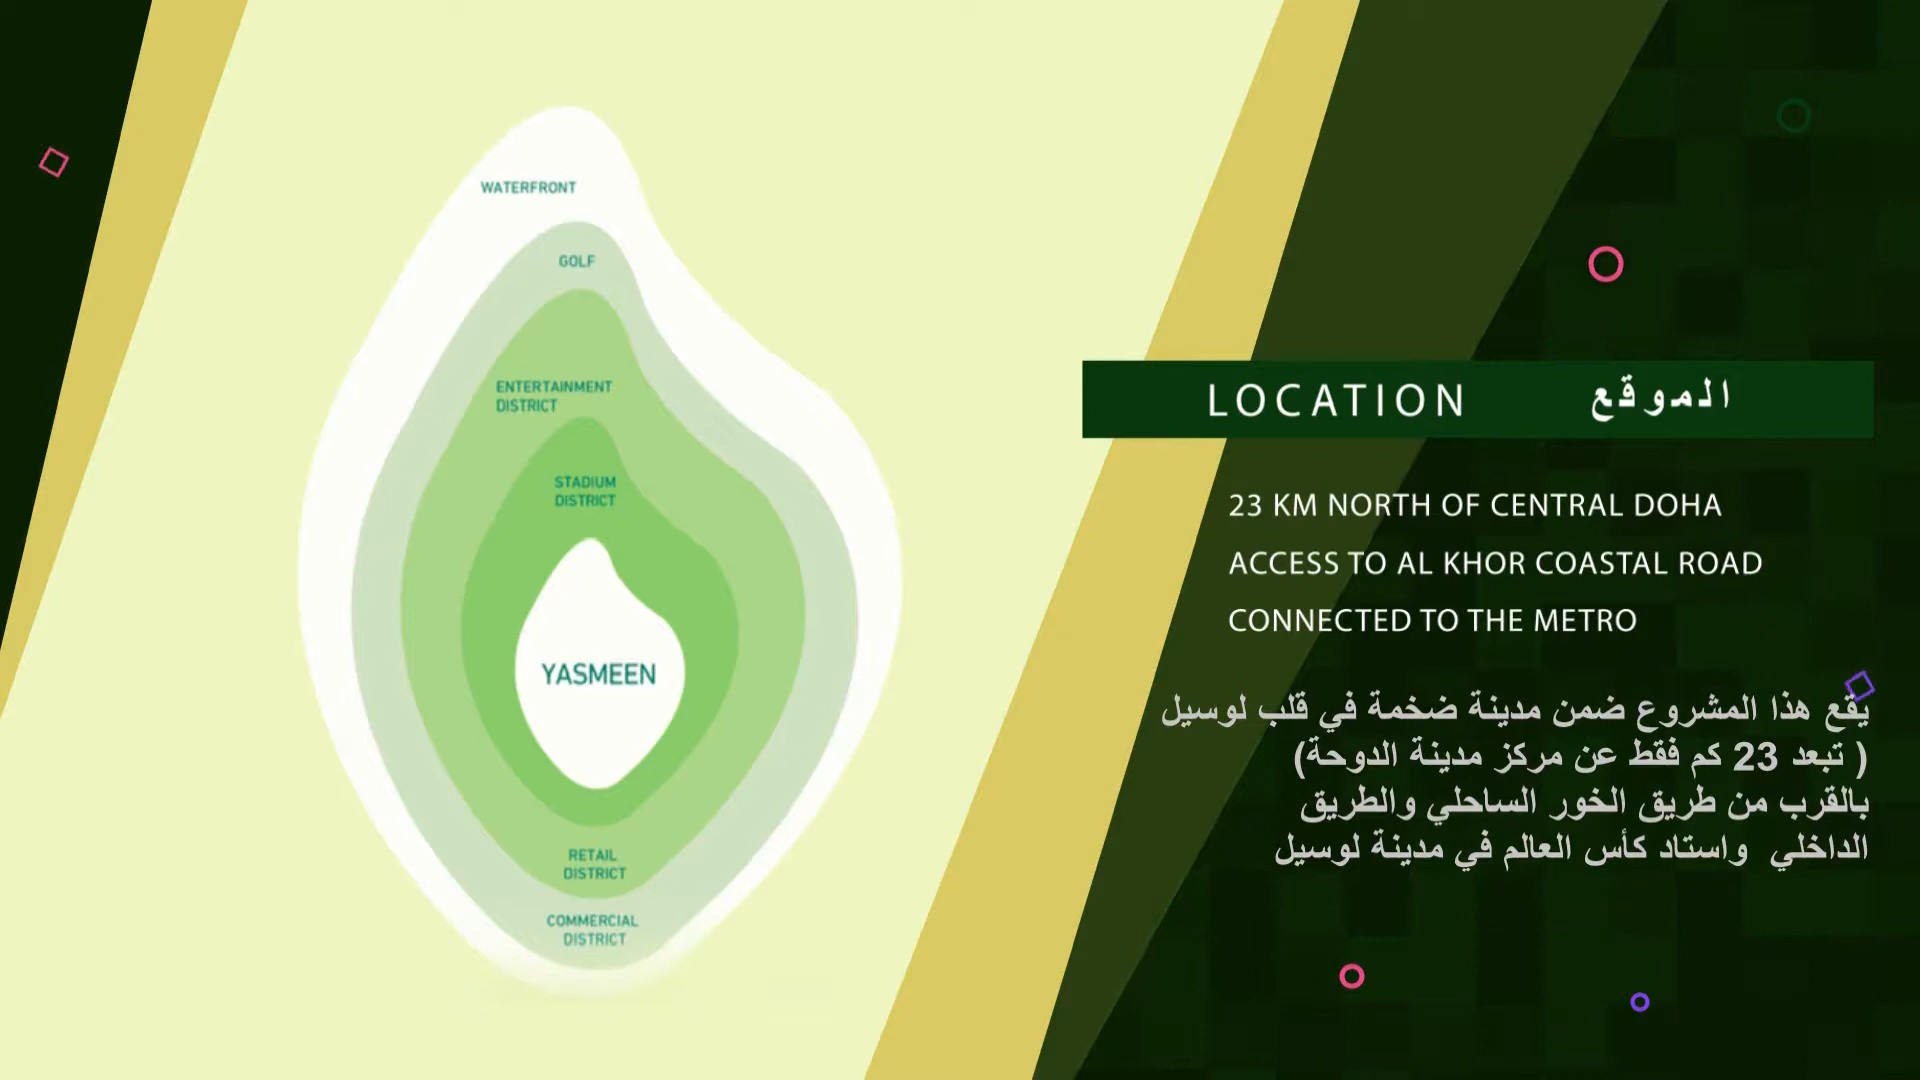 WATERFRONT
GOLF
ENTERTAINMENT
DISTRICT
STADIUM
DISTRICT
YASMEEN
RETAIL
DISTRICT
COMMERCIAL
DISTRICT
LOCATION الموقع
23 KM NORTH OF CENTRAL DOHA
ACCESS TO AL KHOR COASTAL ROAD
CONNECTED TO THE METRO
يقع هذا المشروع ضمن مدينة ضخمة في قلب لوسيل
( تبعد 23 كم فقط عن مركز مدينة الدوحة)
بالقرب من طريق الخور الساحلي والطريق
الداخلي واستاد كأس العالم في مدينة لوسيل